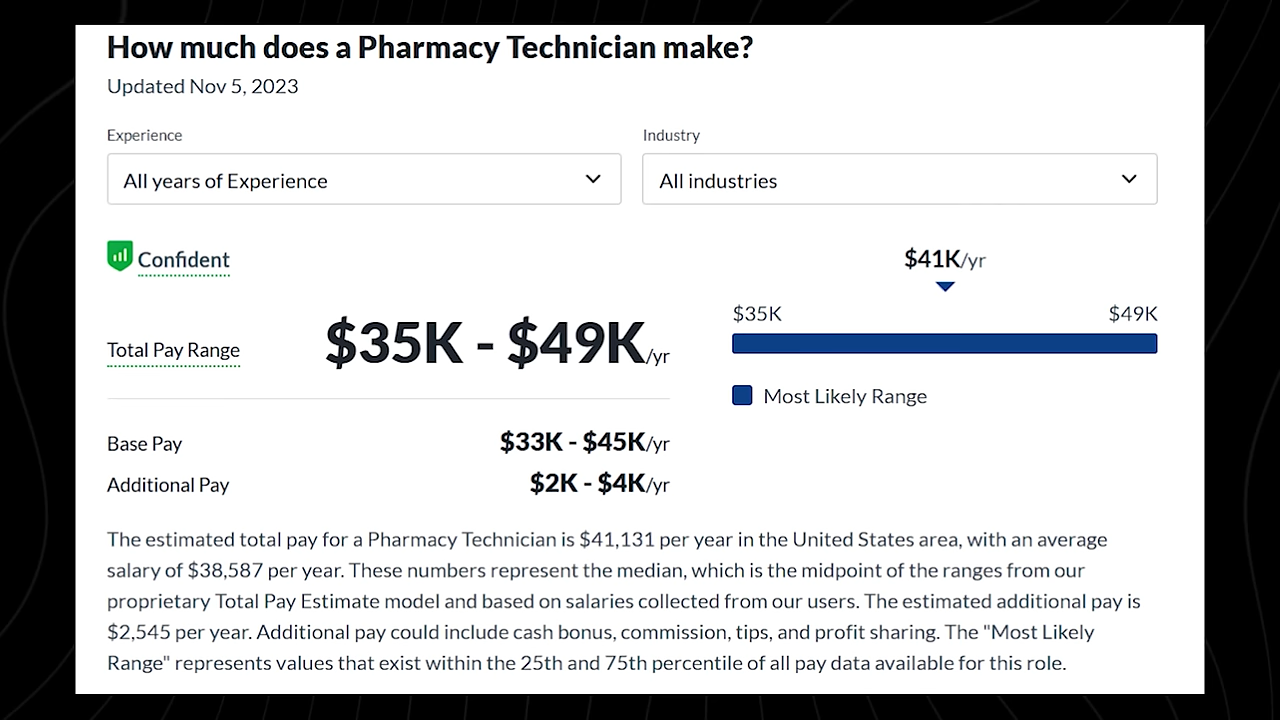 How much does a Pharmacy Technician make?
Updated Nov 5, 2023
Experience
Industry
All years of Experience
All industries
Confident
$41K/yr
$35K
$49K
Total Pay Range
$35K - $49K/yr
Most Likely Range
Base Pay
$33K - $45K/yr
Additional Pay
$2K - $4K/yr
The estimated total pay for a Pharmacy Technician is $41,131 per year in the United States area, with an average
salary of $38,587 per year. These numbers represent the median, which is the midpoint of the ranges from our
proprietary Total Pay Estimate model and based on salaries collected from our users. The estimated additional pay is
$2,545 per year. Additional pay could include cash bonus, commission, tips, and profit sharing. The "Most Likely
Range" represents values that exist within the 25th and 75th percentile of all pay data available for this role.